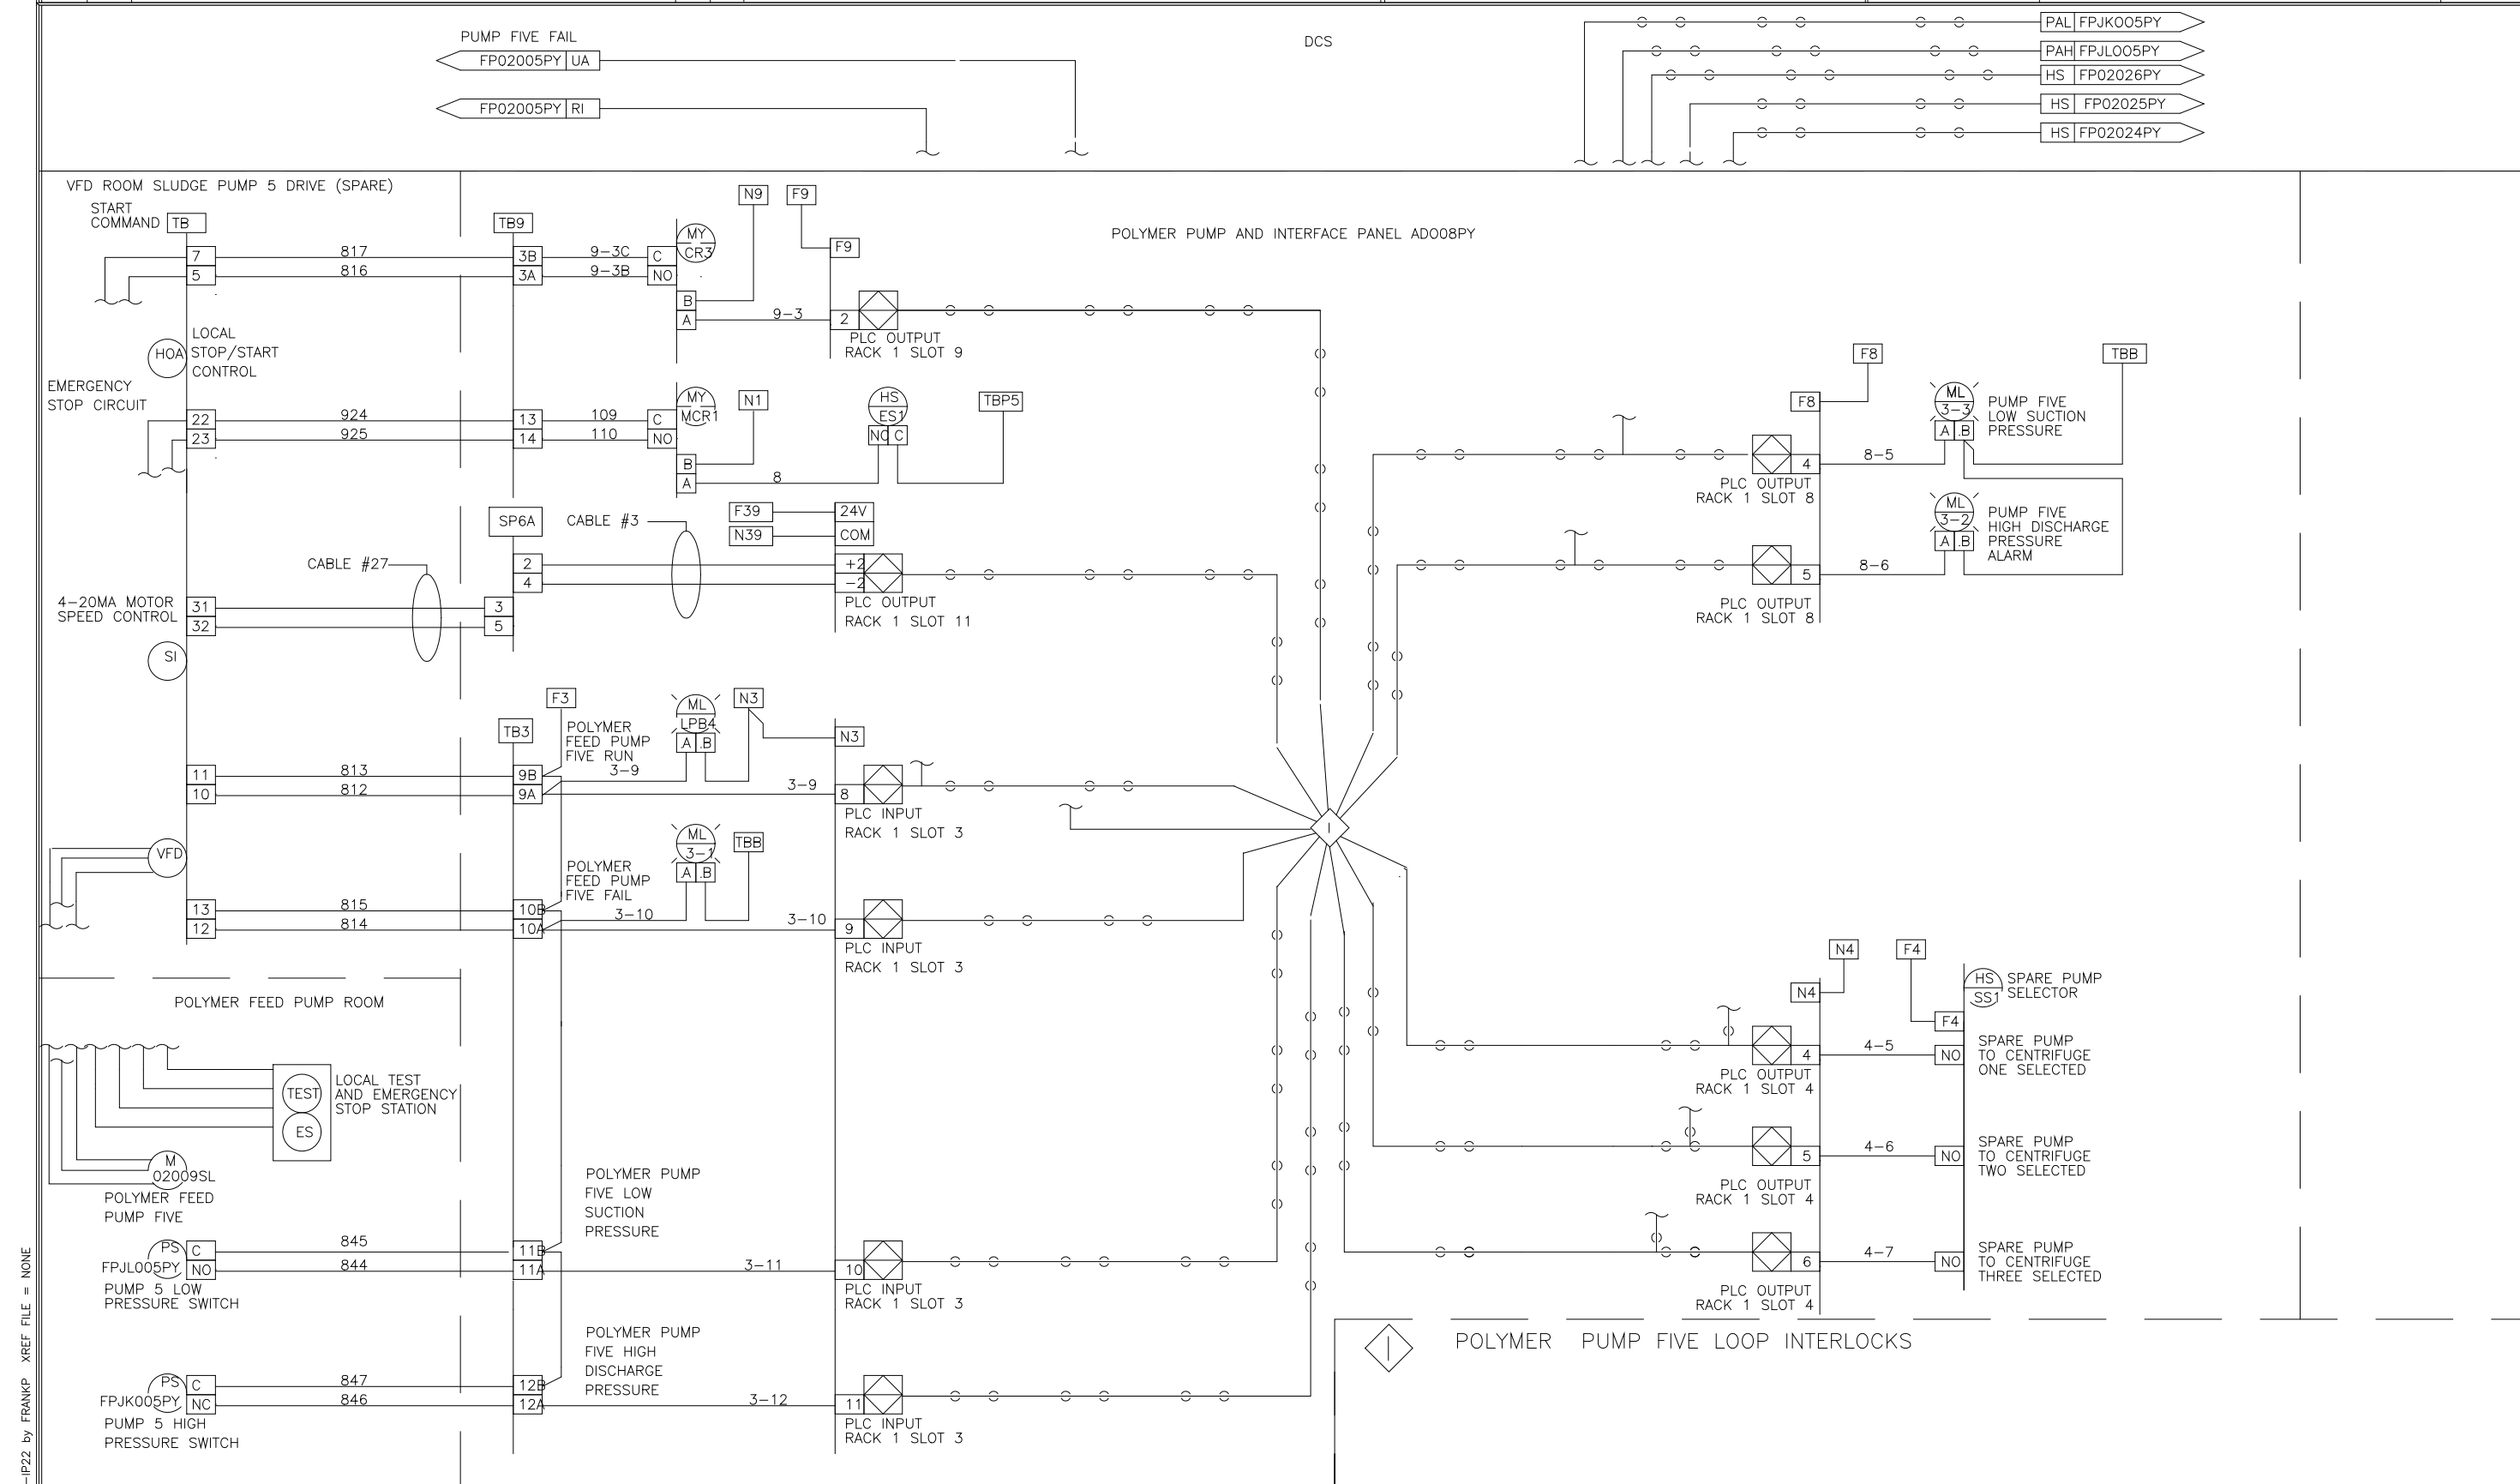 PUMP FIVE FAIL
FP02005PY UA
FP02005PY RI
DCS
PAL FPJK005PY
PAH FPJL005PY
HS FP02026PY
HS FP02025PY
HS FP02024PY
VFD ROOM SLUDGE PUMP 5 DRIVE (SPARE)
START
COMMAND
TB
7
5
817
816
TB9
3B
3A
9-3C
9-3B
C
NO
MY
CR3
B
A
N9
F9
F9
9-3
2
PLC OUTPUT
RACK 1 SLOT 9
POLYMER PUMP AND INTERFACE PANEL AD008PY
HOA
LOCAL
STOP/START
CONTROL
EMERGENCY
STOP CIRCUIT
22
23
924
925
13
14
109
110
C
NO
MY
MCR1
B
A
N1
8
HS
ES1
NC C
TBP5
SP6A
CABLE #3
CABLE #27
F39
N39
24V
COM
2
4
+2
-2
PLC OUTPUT
RACK 1 SLOT 11
4-20MA MOTOR
SPEED CONTROL
31
32
3
5
SI
F8
TBB
F8
ML
3-3
A B
PUMP FIVE
LOW SUCTION
PRESSURE
4
8-5
PLC OUTPUT
RACK 1 SLOT 8
ML
3-2
A B
PUMP FIVE
HIGH DISCHARGE
PRESSURE
ALARM
5
8-6
PLC OUTPUT
RACK 1 SLOT 8
F3
TB3
POLYMER
FEED PUMP
FIVE RUN
ML
LPB4
A B
N3
N3
11
10
813
812
9B
9A
3-9
3-9
8
PLC INPUT
RACK 1 SLOT 3
VFD
POLYMER
FEED PUMP
FIVE FAIL
ML
3-1
A B
TBB
13
12
815
814
10B
10A
3-10
3-10
9
PLC INPUT
RACK 1 SLOT 3
I
POLYMER FEED PUMP ROOM
TEST
ES
LOCAL TEST
AND EMERGENCY
STOP STATION
M
02009SL
POLYMER FEED
PUMP FIVE
POLYMER PUMP
FIVE LOW
SUCTION
PRESSURE
PS
FPJL005PY
C
NO
845
844
11B
11A
3-11
10
PLC INPUT
RACK 1 SLOT 3
PUMP 5 LOW
PRESSURE SWITCH
POLYMER PUMP
FIVE HIGH
DISCHARGE
PRESSURE
PS
FPJK005PY
C
NC
847
846
12B
12A
3-12
11
PLC INPUT
RACK 1 SLOT 3
PUMP 5 HIGH
PRESSURE SWITCH
N4
F4
N4
F4
HS
SS1
SPARE PUMP
SELECTOR
4
4-5
NO
SPARE PUMP
TO CENTRIFUGE
ONE SELECTED
PLC OUTPUT
RACK 1 SLOT 4
5
4-6
NO
SPARE PUMP
TO CENTRIFUGE
TWO SELECTED
PLC OUTPUT
RACK 1 SLOT 4
6
4-7
NO
SPARE PUMP
TO CENTRIFUGE
THREE SELECTED
PLC OUTPUT
RACK 1 SLOT 4
I
POLYMER PUMP FIVE LOOP INTERLOCKS
-IP22 by FRANKP XREF FILE = NONE